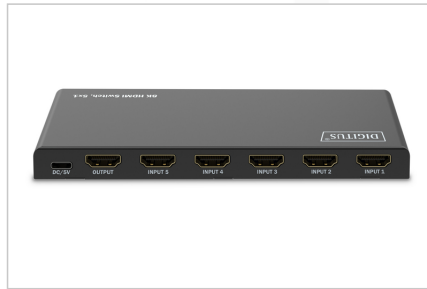 8K HDMI Switch, 5x1
DIGITUS®
DC/5V OUTPUT INPUT 5 INPUT 4 INPUT 3 INPUT 2 INPUT 1